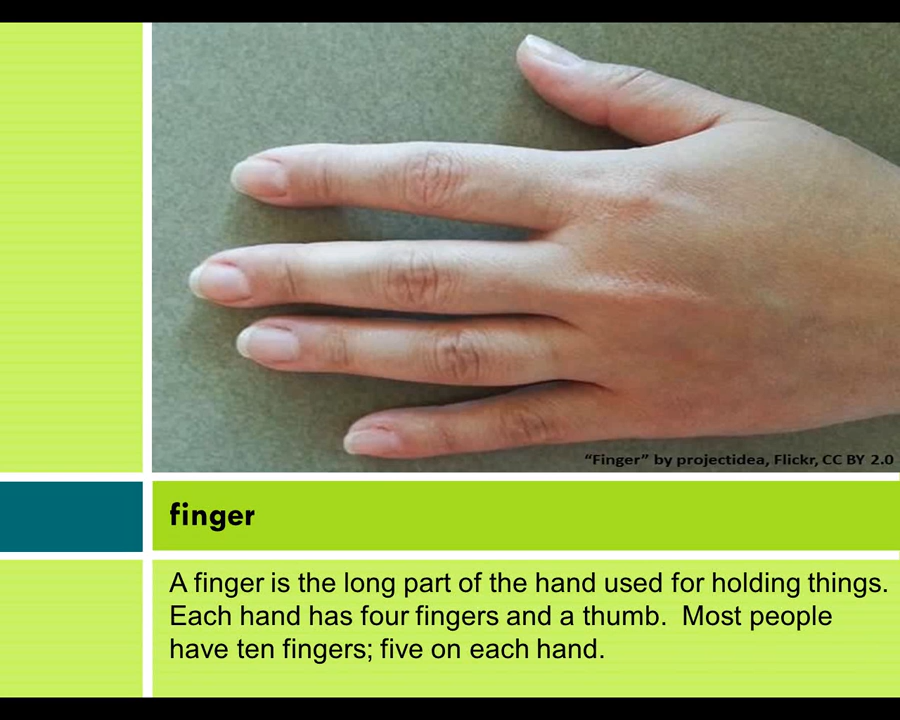 “Finger” by projectidea, Flickr, CC BY 2.0
finger
A finger is the long part of the hand used for holding things.
Each hand has four fingers and a thumb.  Most people
have ten fingers; five on each hand.